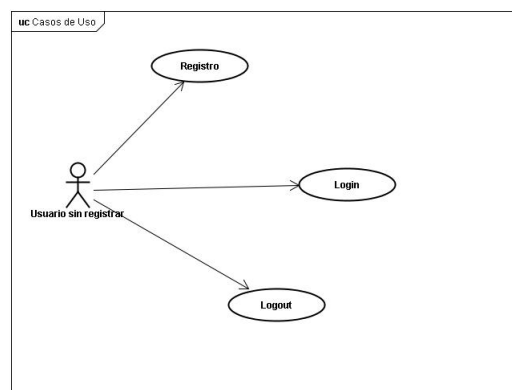 uc Casos de Uso
Registro
Login
Usuario sin registrar
Logout